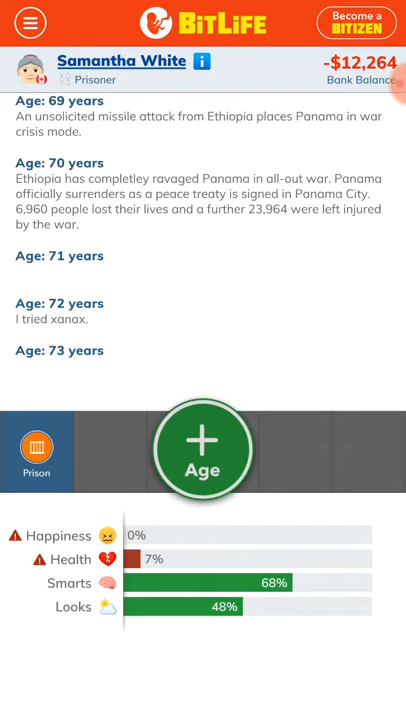 BitLife
Become a
BITIZEN
Samantha White i
Prisoner
-$12,264
Bank Balance
Age: 69 years
An unsolicited missile attack from Ethiopia places Panama in war
crisis mode.
Age: 70 years
Ethiopia has completley ravaged Panama in all-out war. Panama
officially surrenders as a peace treaty is signed in Panama City.
6,960 people lost their lives and a further 23,964 were left injured
by the war.
Age: 71 years
Age: 72 years
I tried xanax.
Age: 73 years
Prison
Age
Happiness 0%
Health 7%
Smarts 68%
Looks 48%